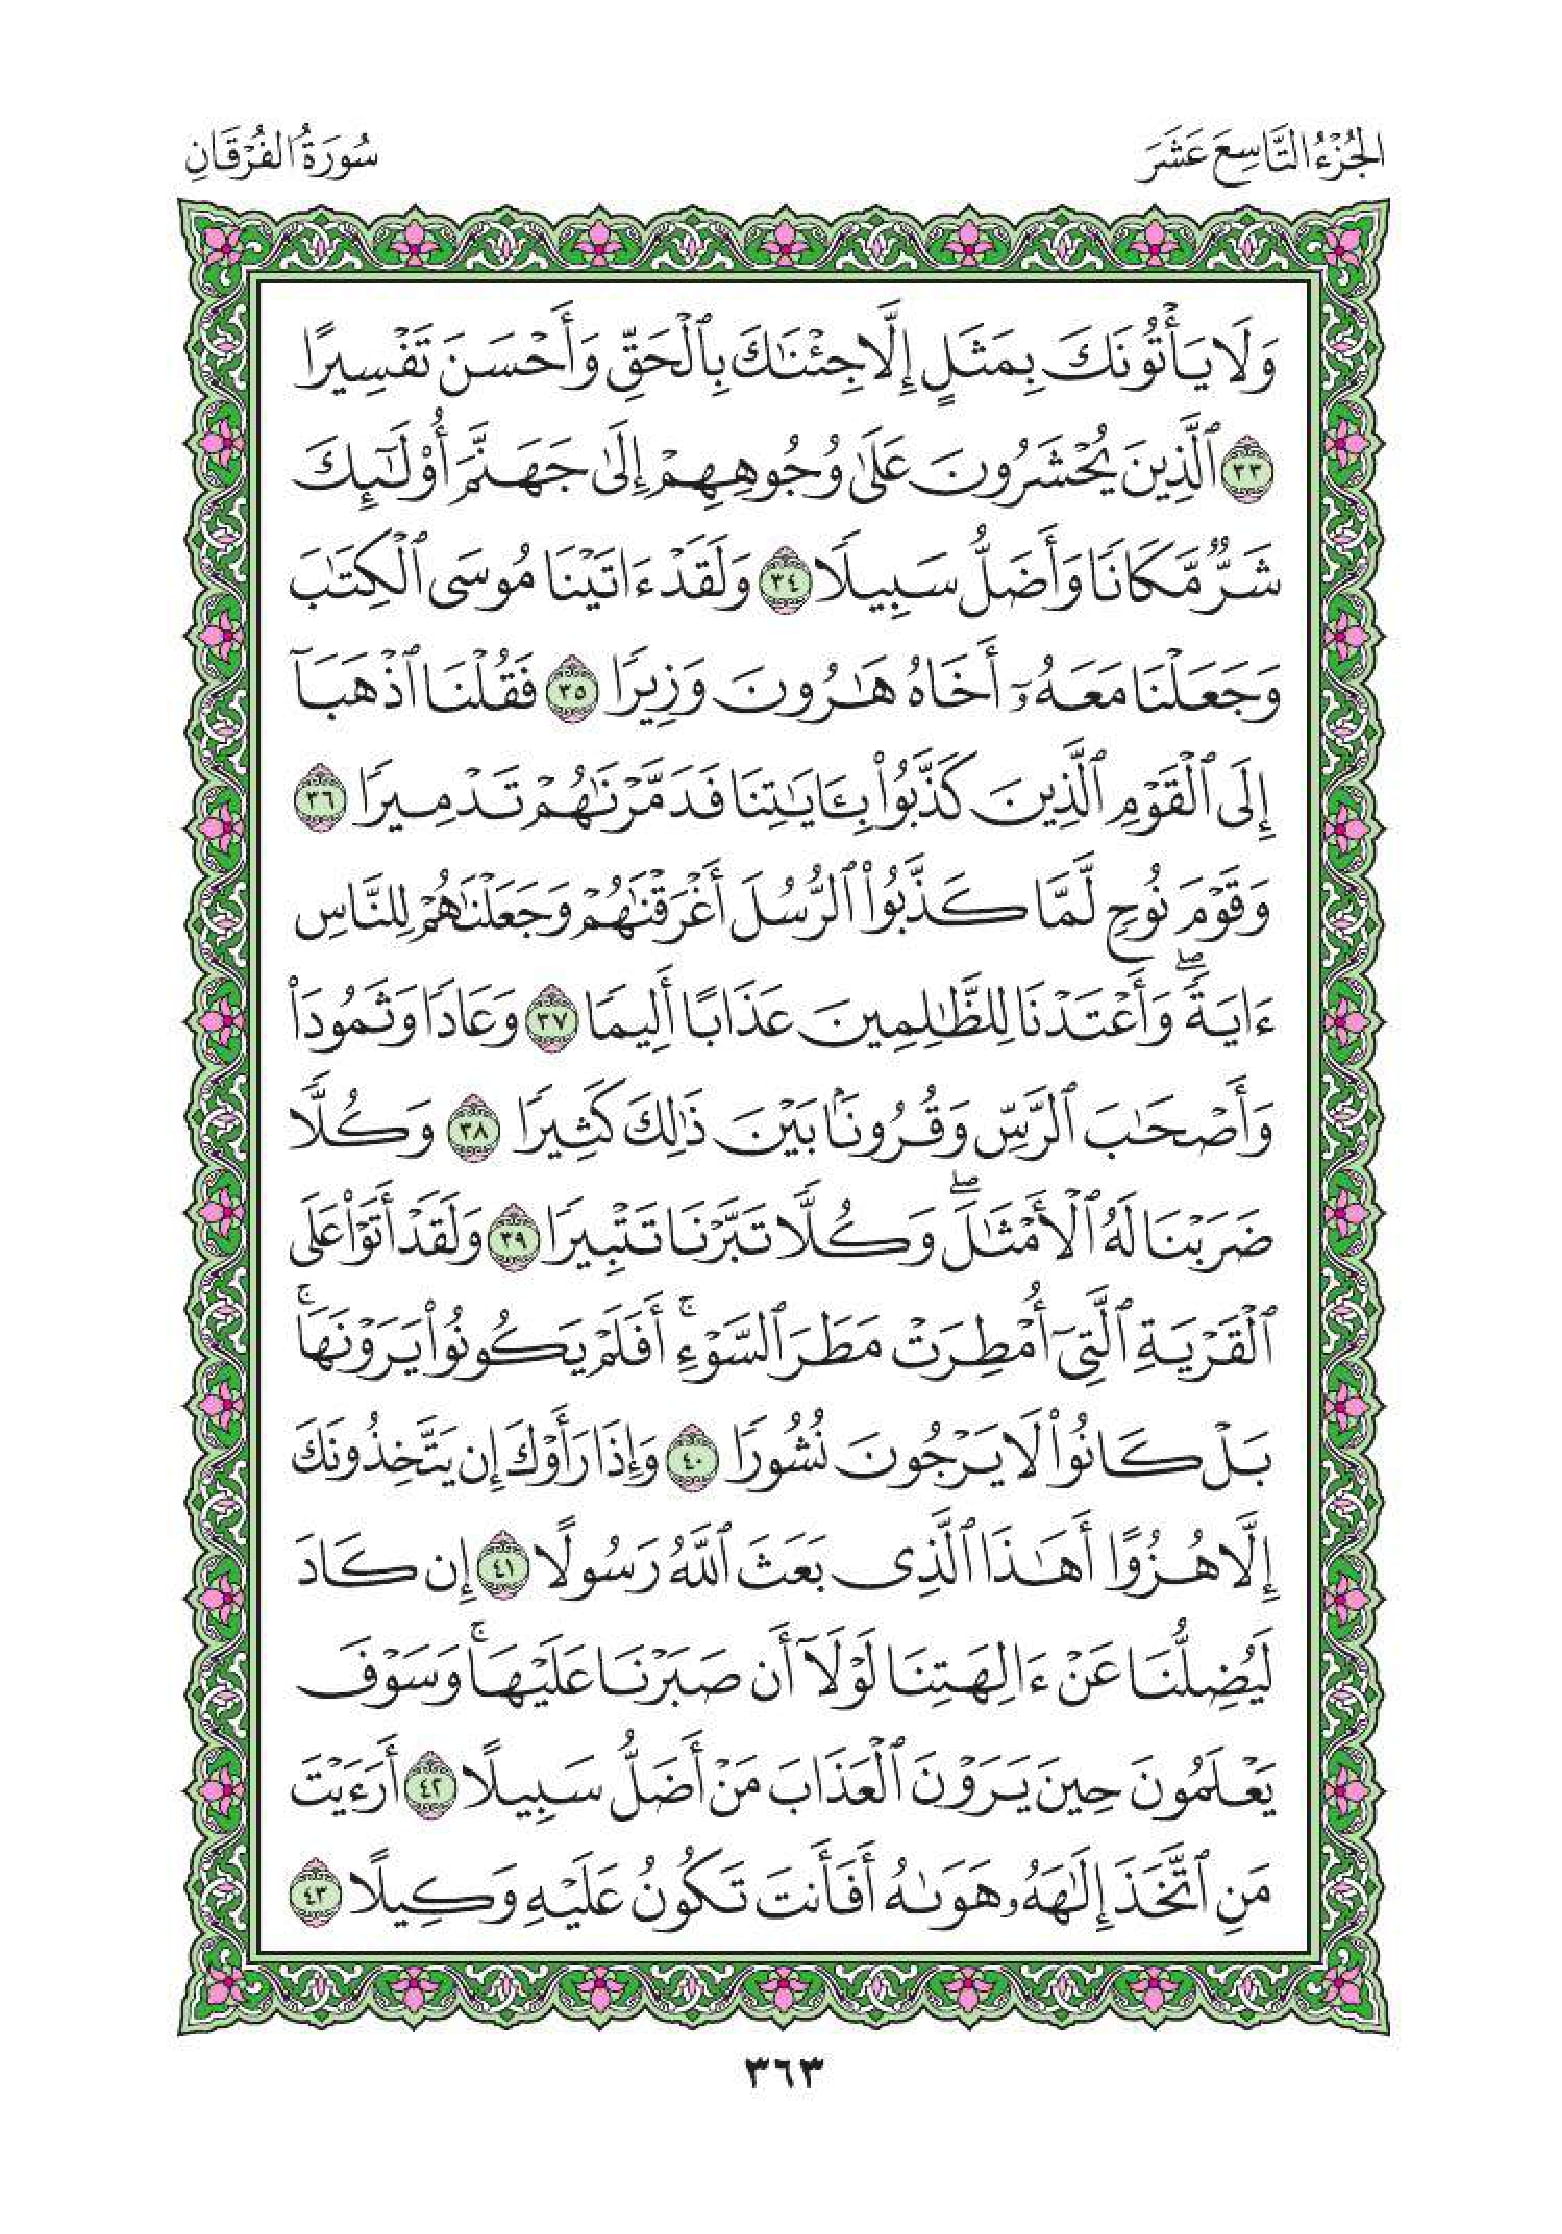 الجُزْءُ التَّاسِعَ عَشَرَ
سُورَةُ الفُرْقَانِ
وَلَا يَأْتُونَكَ بِمَثَلٍ إِلَّا جِئْنَٰكَ بِٱلْحَقِّ وَأَحْسَنَ تَفْسِيرًا
٣٣ ٱلَّذِينَ يُحْشَرُونَ عَلَىٰ وُجُوهِهِمْ إِلَىٰ جَهَنَّمَ أُو۟لَٰٓئِكَ
شَرٌّ مَّكَانًا وَأَضَلُّ سَبِيلًا ٣٤ وَلَقَدْ ءَاتَيْنَا مُوسَى ٱلْكِتَٰبَ
وَجَعَلْنَا مَعَهُۥٓ أَخَاهُ هَٰرُونَ وَزِيرًا ٣٥ فَقُلْنَا ٱذْهَبَآ
إِلَى ٱلْقَوْمِ ٱلَّذِينَ كَذَّبُوا۟ بِـَٔايَٰتِنَا فَدَمَّرْنَٰهُمْ تَدْمِيرًا ٣٦
وَقَوْمَ نُوحٍ لَّمَّا كَذَّبُوا۟ ٱلرُّسُلَ أَغْرَقْنَٰهُمْ وَجَعَلْنَٰهُمْ لِلنَّاسِ
ءَايَةً ۖ وَأَعْتَدْنَا لِلظَّٰلِمِينَ عَذَابًا أَلِيمًا ٣٧ وَعَادًا وَثَمُودَا۟
وَأَصْحَٰبَ ٱلرَّسِّ وَقُرُونًۢا بَيْنَ ذَٰلِكَ كَثِيرًا ٣٨ وَكُلًّا
ضَرَبْنَا لَهُ ٱلْأَمْثَٰلَ ۖ وَكُلًّا تَبَّرْنَا تَتْبِيرًا ٣٩ وَلَقَدْ أَتَوْا۟ عَلَى
ٱلْقَرْيَةِ ٱلَّتِىٓ أُمْطِرَتْ مَطَرَ ٱلسَّوْءِ ۚ أَفَلَمْ يَكُونُوا۟ يَرَوْنَهَا ۚ
بَلْ كَانُوا۟ لَا يَرْجُونَ نُشُورًا ٤٠ وَإِذَا رَأَوْكَ إِن يَتَّخِذُونَكَ
إِلَّا هُزُوًا أَهَٰذَا ٱلَّذِى بَعَثَ ٱللَّهُ رَسُولًا ٤١ إِن كَادَ
لَيُضِلُّنَا عَنْ ءَالِهَتِنَا لَوْلَآ أَن صَبَرْنَا عَلَيْهَا ۚ وَسَوْفَ
يَعْلَمُونَ حِينَ يَرَوْنَ ٱلْعَذَابَ مَنْ أَضَلُّ سَبِيلًا ٤٢ أَرَءَيْتَ
مَنِ ٱتَّخَذَ إِلَٰهَهُۥ هَوَىٰهُ أَفَأَنتَ تَكُونُ عَلَيْهِ وَكِيلًا ٤٣
٣٦٣